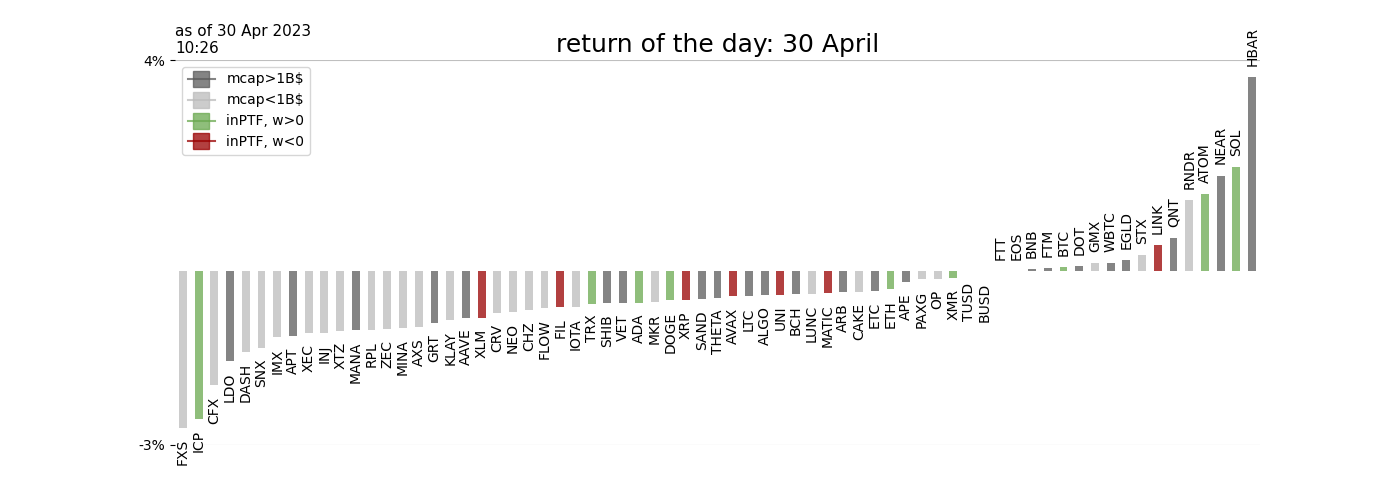 as of 30 Apr 2023
10:26
return of the day: 30 April
4%
mcap>1B$
mcap<1B$
inPTF, w>0
inPTF, w<0
-3%
FXS
ICP
CFX
LDO
DASH
SNX
IMX
APT
XEC
INJ
XTZ
MANA
RPL
ZEC
MINA
AXS
GRT
KLAY
AAVE
XLM
CRV
NEO
CHZ
FLOW
FIL
IOTA
TRX
SHIB
VET
ADA
MKR
DOGE
XRP
SAND
THETA
AVAX
LTC
ALGO
UNI
BCH
LUNC
MATIC
ARB
CAKE
ETC
ETH
APE
PAXG
OP
XMR
TUSD
BUSD
FTT
EOS
BNB
FTM
BTC
DOT
GMX
WBTC
EGLD
STX
LINK
QNT
RNDR
ATOM
NEAR
SOL
HBAR